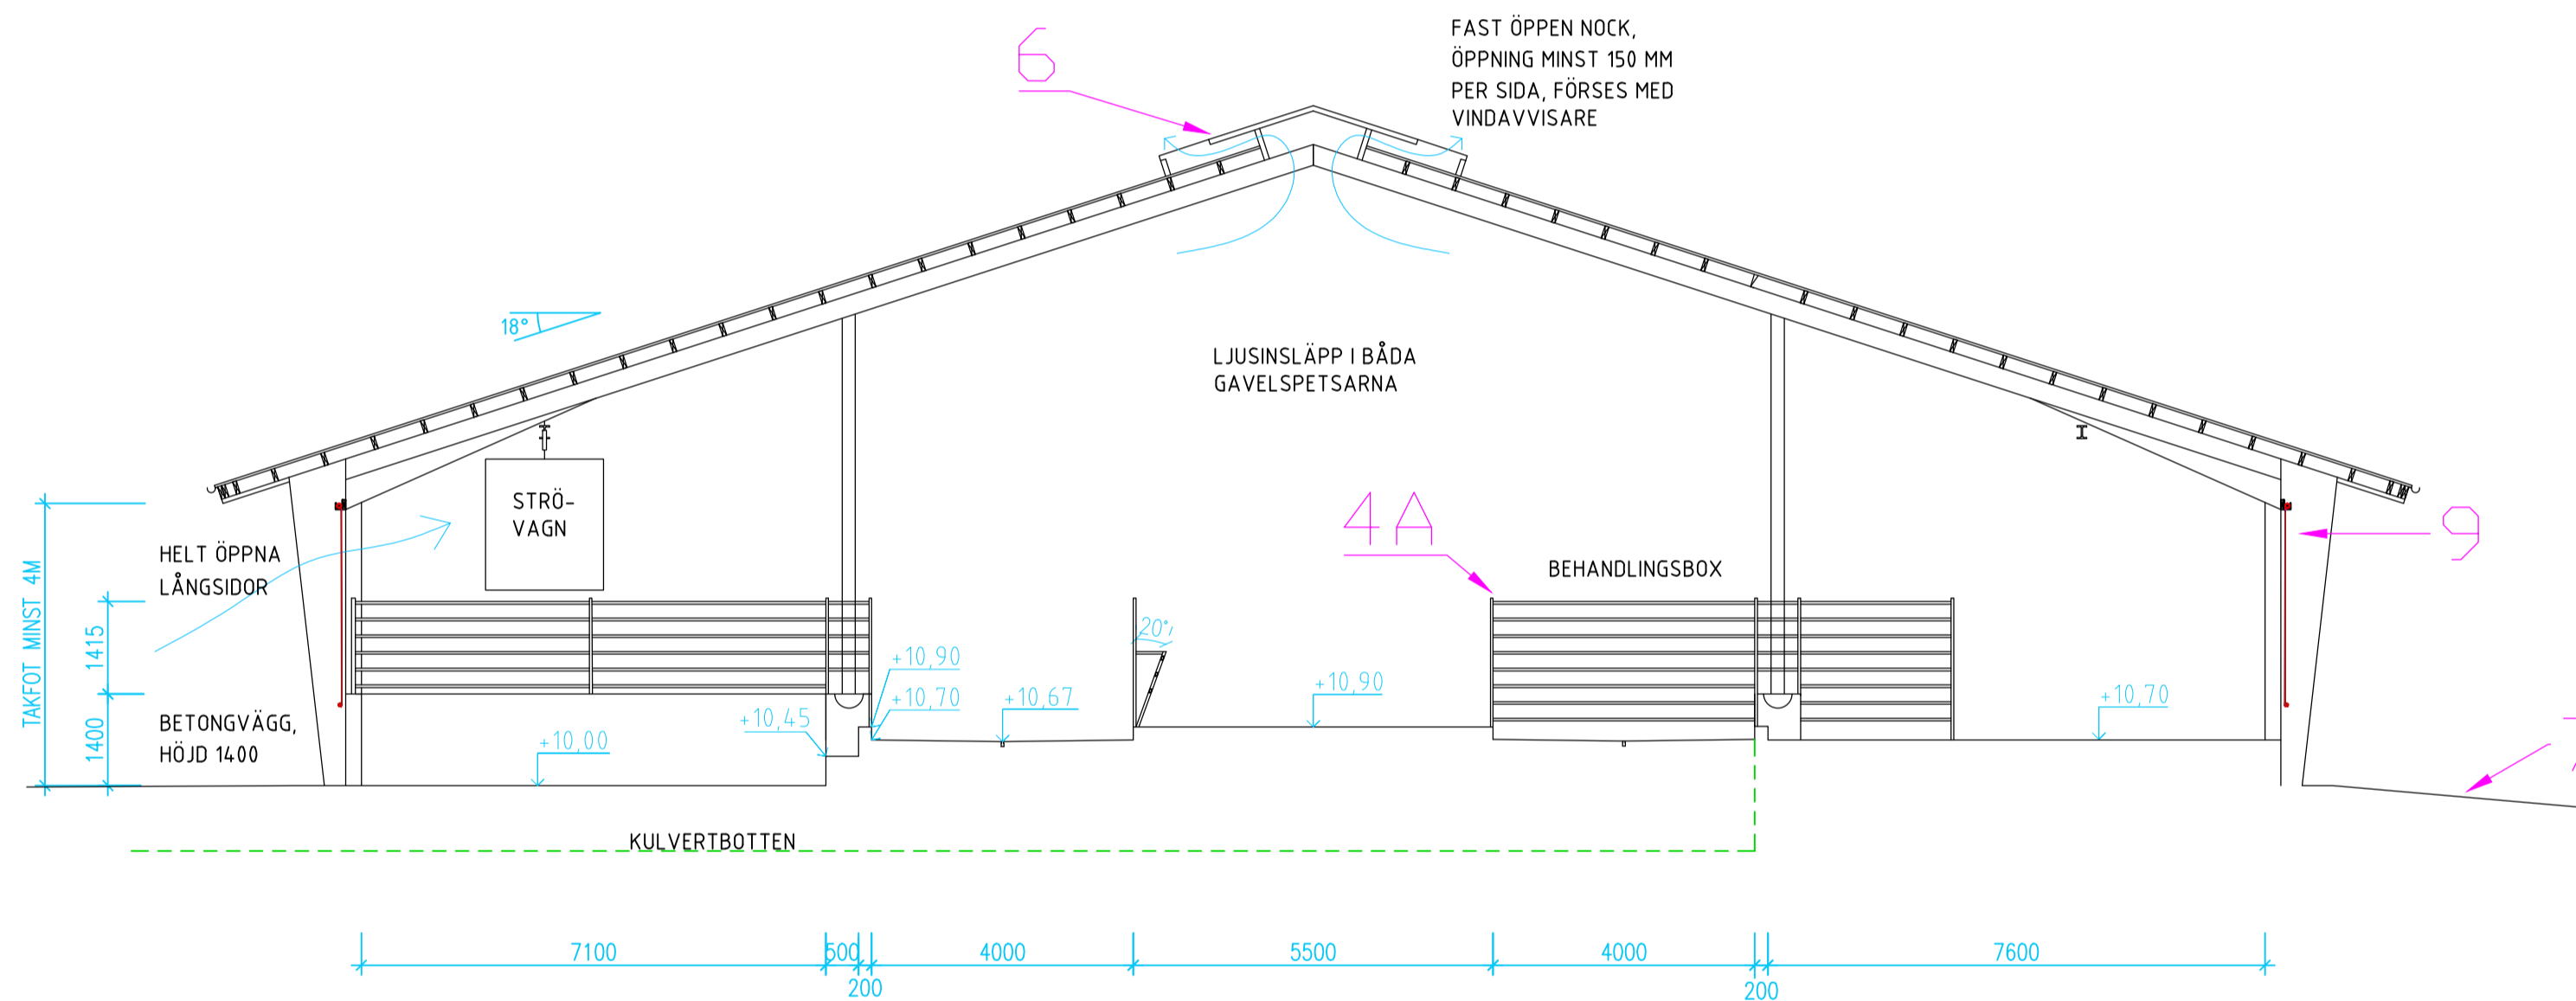 6
FAST ÖPPEN NOCK,
ÖPPNING MINST 150 MM
PER SIDA, FÖRSES MED
VINDAVVISARE
18°
LJUSINSLÄPP I BÅDA
GAVELSPETSARNA
STRÖ-
VAGN
4A
9
HELT ÖPPNA
LÅNGSIDOR
BEHANDLINGSBOX
TAKFOT MINST 4M
1415
1400
20°
+10,90
+10,70
+10,67
+10,90
+10,70
BETONGVÄGG,
HÖJD 1400
+10,45
+10,00
KULVERTBOTTEN
7100
500
200
4000
5500
4000
200
7600